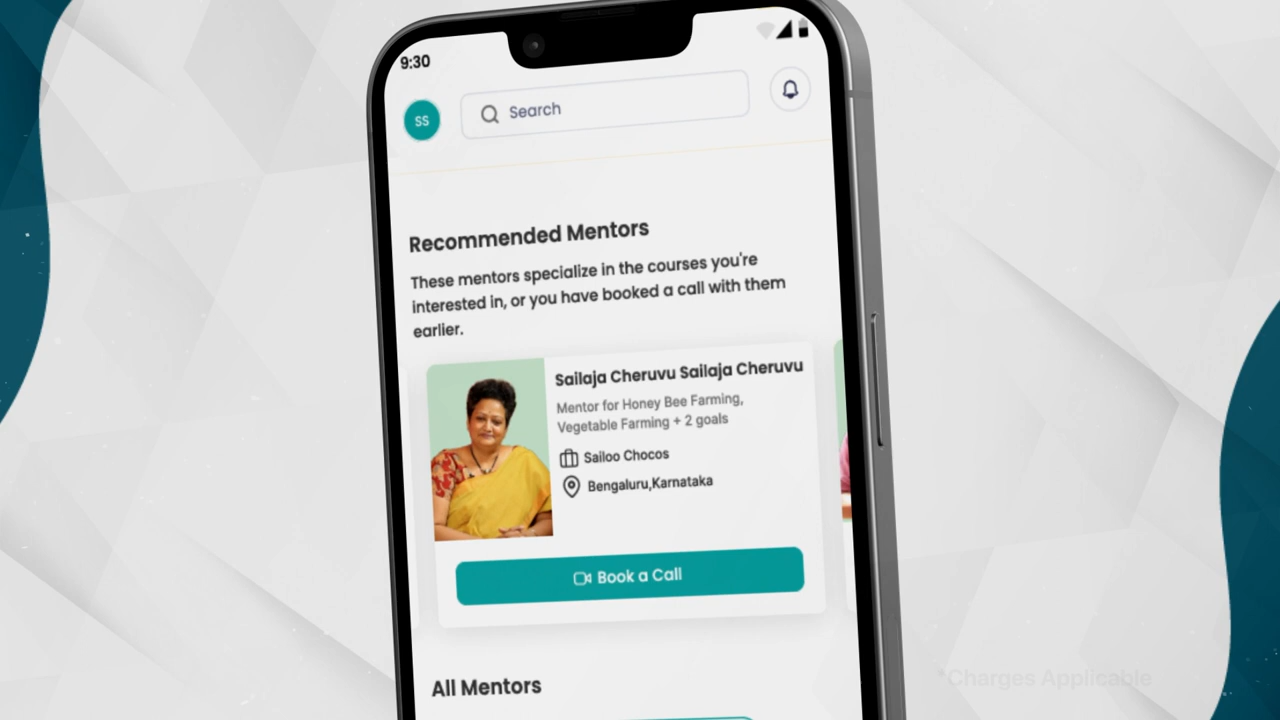 9:30
SS
Search
Recommended Mentors
These mentors specialize in the courses you're
interested in, or you have booked a call with them
earlier.
Sailaja Cheruvu Sailaja Cheruvu
Mentor for Honey Bee Farming,
Vegetable Farming + 2 goals
Sailoo Chocos
Bengaluru,Karnataka
Book a Call
All Mentors
*Charges Applicable